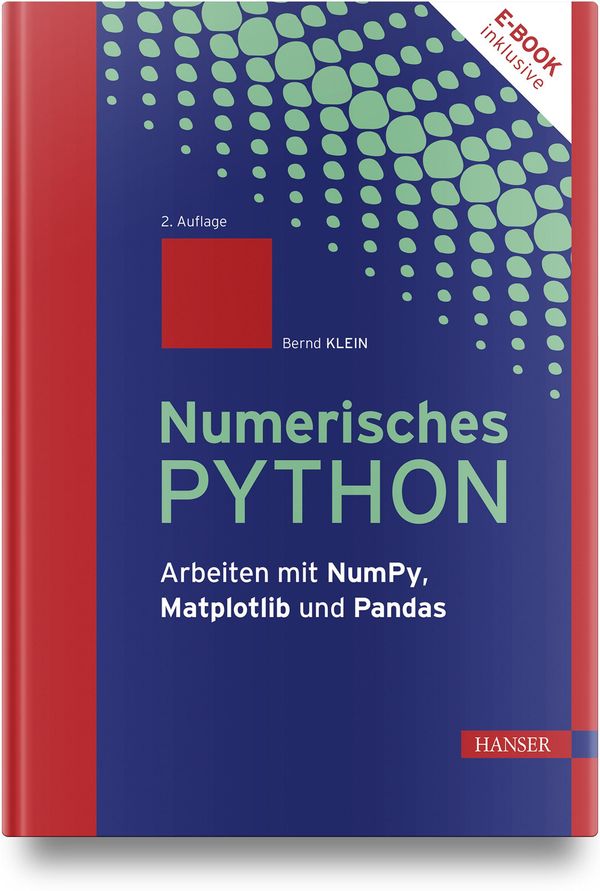 E-BOOK
inklusive
2. Auflage
Bernd KLEIN
Numerisches
PYTHON
Arbeiten mit NumPy,
Matplotlib und Pandas
HANSER